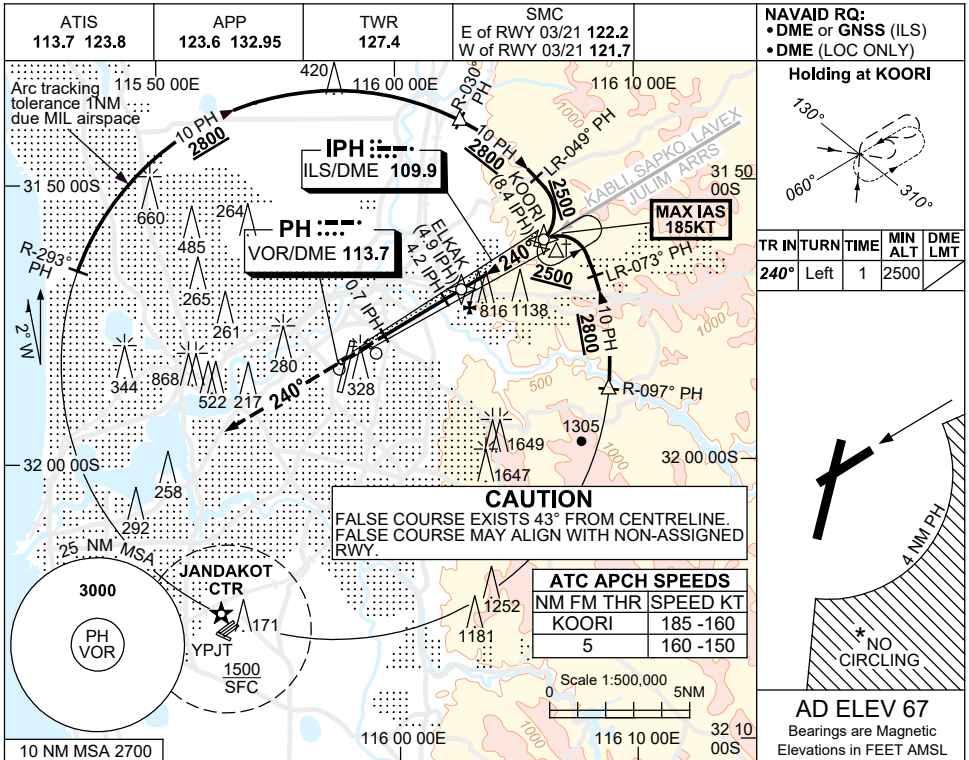 ATIS
113.7 123.8
APP
123.6 132.95
TWR
127.4
SMC
E of RWY 03/21 122.2
W of RWY 03/21 121.7
NAVAID RQ:
• DME or GNSS (ILS)
• DME (LOC ONLY)
115 50 00E
420
116 00 00E
116 10 00E
Arc tracking
tolerance 1NM
due MIL airspace
10 PH
2800
R-030°
PH
10 PH
2800
LR-049° PH
2500
IPH
ILS/DME 109.9
KOORI
(8.4 IPH)
KABLI, SAPKO, LAVEX
JULIM ARRS
1000
31 50 00S
31 50
00S
660
485
264
PH
VOR/DME 113.7
ELKAK
(4.9 IPH)
4.2 IPH
240°
2500
MAX IAS
185KT
LR-073° PH
R-293°
PH
265
261
0.7 IPH
816
1138
10 PH
2800
1000
2°W
344
868
522
217
280
328
240°
500
R-097° PH
1305
1649
1647
1000
32 00 00S
258
292
CAUTION
FALSE COURSE EXISTS 43° FROM CENTRELINE.
FALSE COURSE MAY ALIGN WITH NON-ASSIGNED
RWY.
25 NM MSA
3000
PH
VOR
10 NM MSA 2700
JANDAKOT
CTR
171
YPJT
1500
SFC
1252
1181
ATC APCH SPEEDS
NM FM THR SPEED KT
KOORI 185 -160
5 160 -150
Scale 1:500,000
0 5NM
1000
116 00 00E
116 10 00E
32 10
00S
Holding at KOORI
130°
060°
310°
TR IN TURN TIME MIN ALT DME LMT
240° Left 1 2500
4 NM PH
* NO
CIRCLING
AD ELEV 67
Bearings are Magnetic
Elevations in FEET AMSL